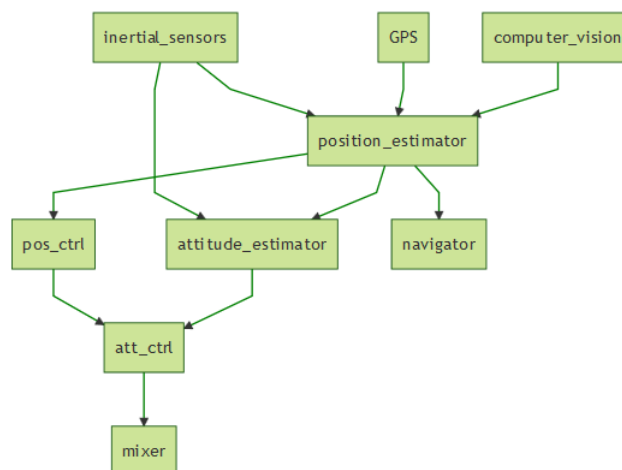 inertial_sensors
GPS
computer_vision
position_estimator
pos_ctrl
attitude_estimator
navigator
att_ctrl
mixer